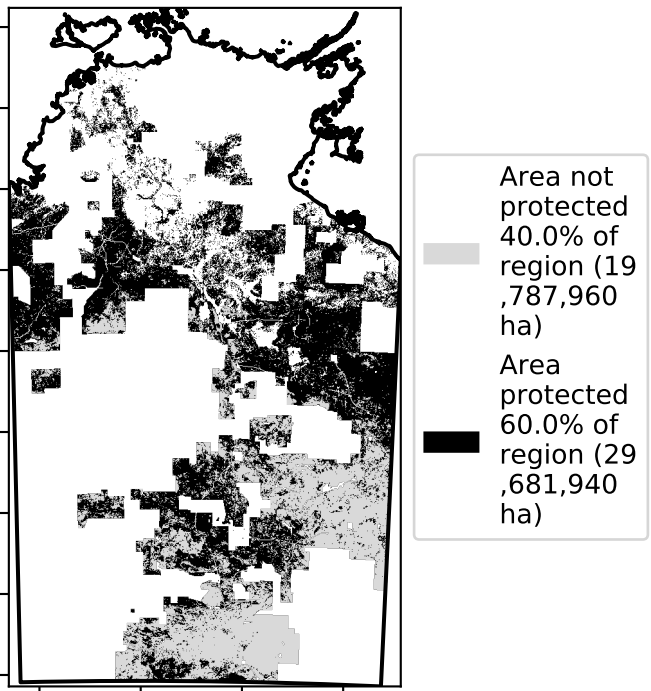 Area not
protected
40.0% of
region (19
,787,960
ha)
Area
protected
60.0% of
region (29
,681,940
ha)